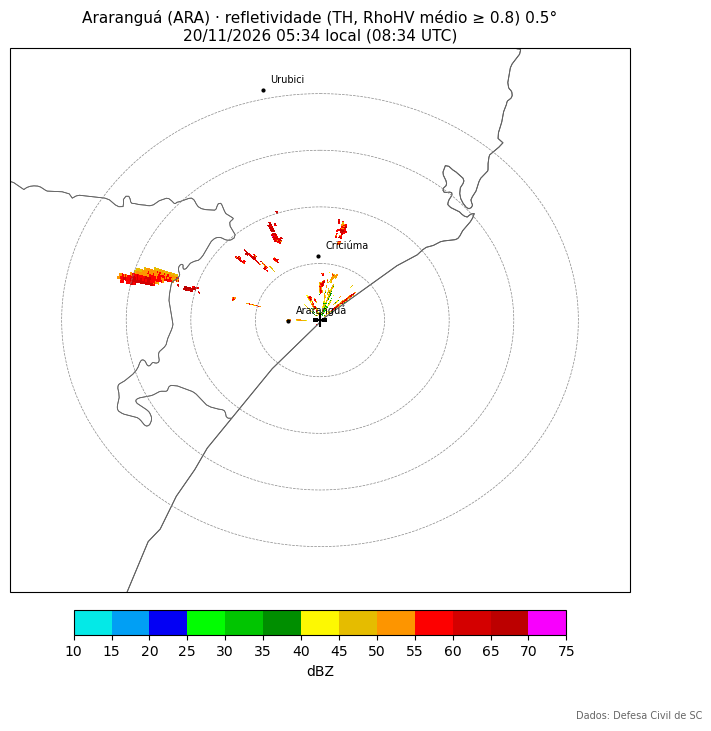 Araranguá (ARA) · refletividade (TH, RhoHV médio ≥ 0.8) 0.5°
20/11/2026 05:34 local (08:34 UTC)
Urubici
Criciúma
Araranguá
10 15 20 25 30 35 40 45 50 55 60 65 70 75
dBZ
Dados: Defesa Civil de SC